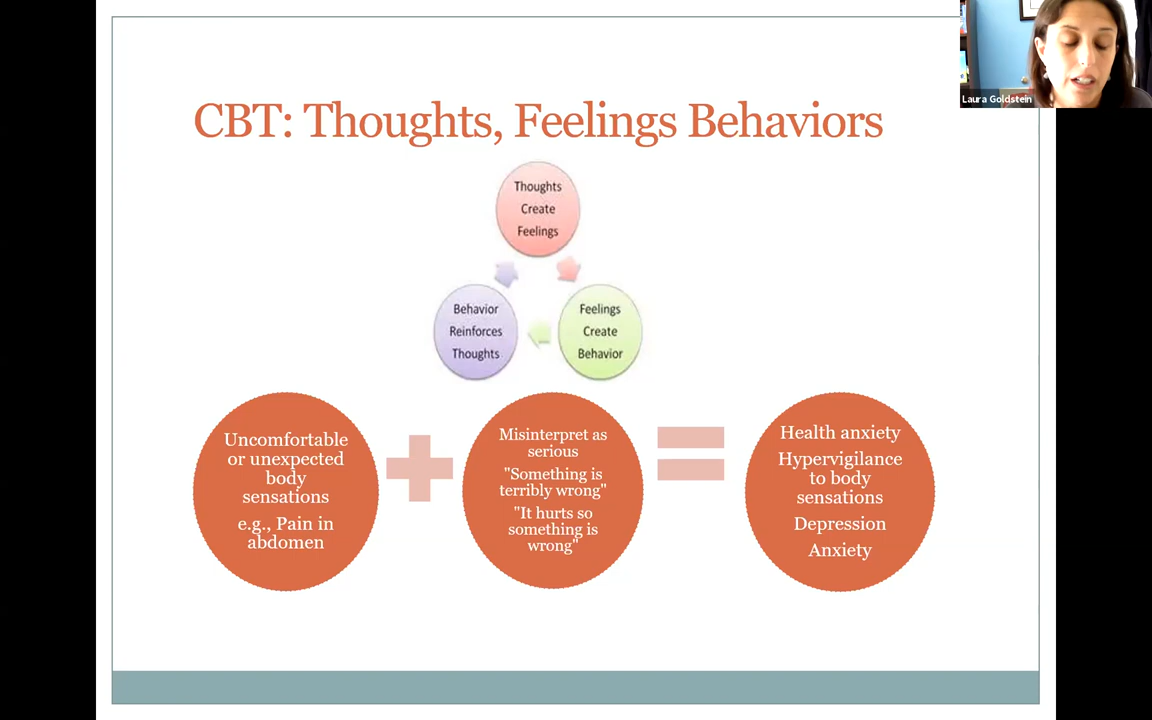 Laura Goldstein
CBT: Thoughts, Feelings Behaviors
Thoughts
Create
Feelings
Behavior
Reinforces
Thoughts
Feelings
Create
Behavior
Uncomfortable
or unexpected
body
sensations
e.g., Pain in
abdomen
Misinterpret as
serious
"Something is
terribly wrong"
"It hurts so
something is
wrong"
Health anxiety
Hypervigilance
to body
sensations
Depression
Anxiety